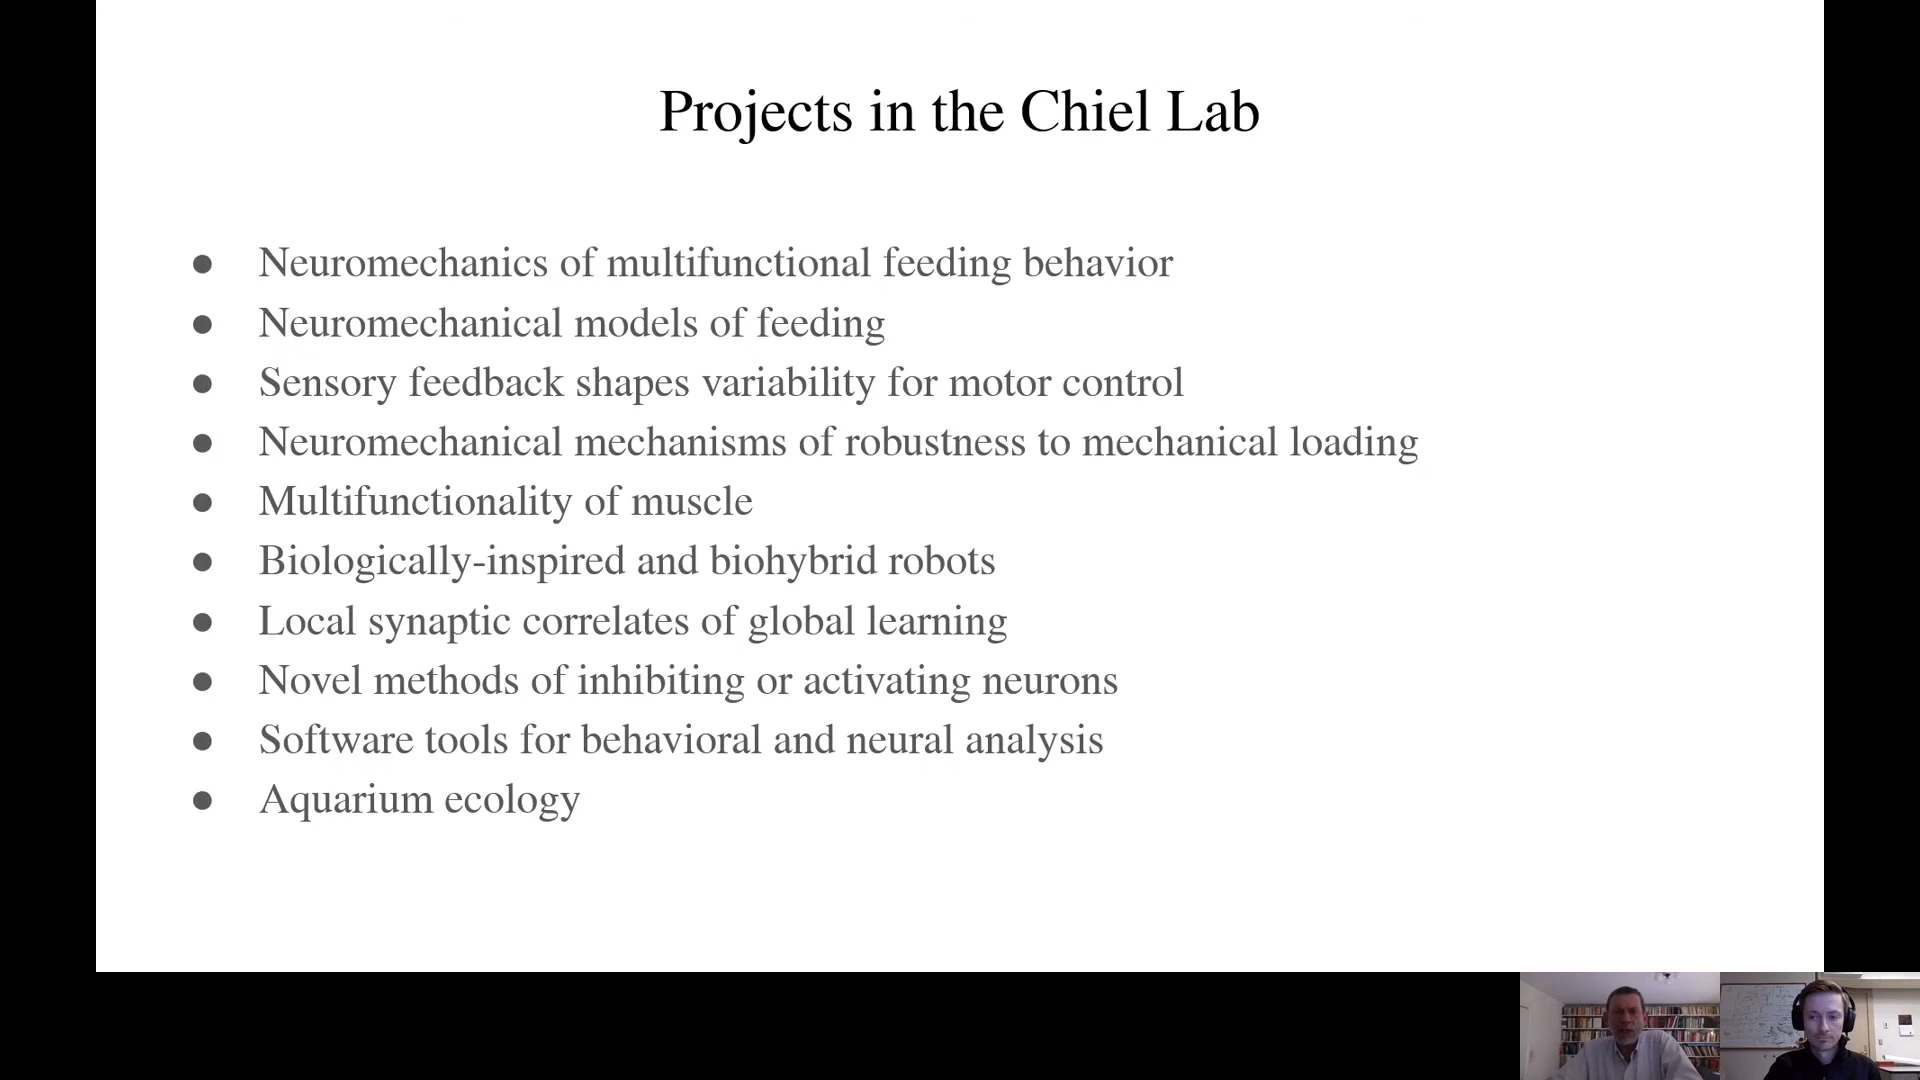 Projects in the Chiel Lab
● Neuromechanics of multifunctional feeding behavior
● Neuromechanical models of feeding
● Sensory feedback shapes variability for motor control
● Neuromechanical mechanisms of robustness to mechanical loading
● Multifunctionality of muscle
● Biologically-inspired and biohybrid robots
● Local synaptic correlates of global learning
● Novel methods of inhibiting or activating neurons
● Software tools for behavioral and neural analysis
● Aquarium ecology